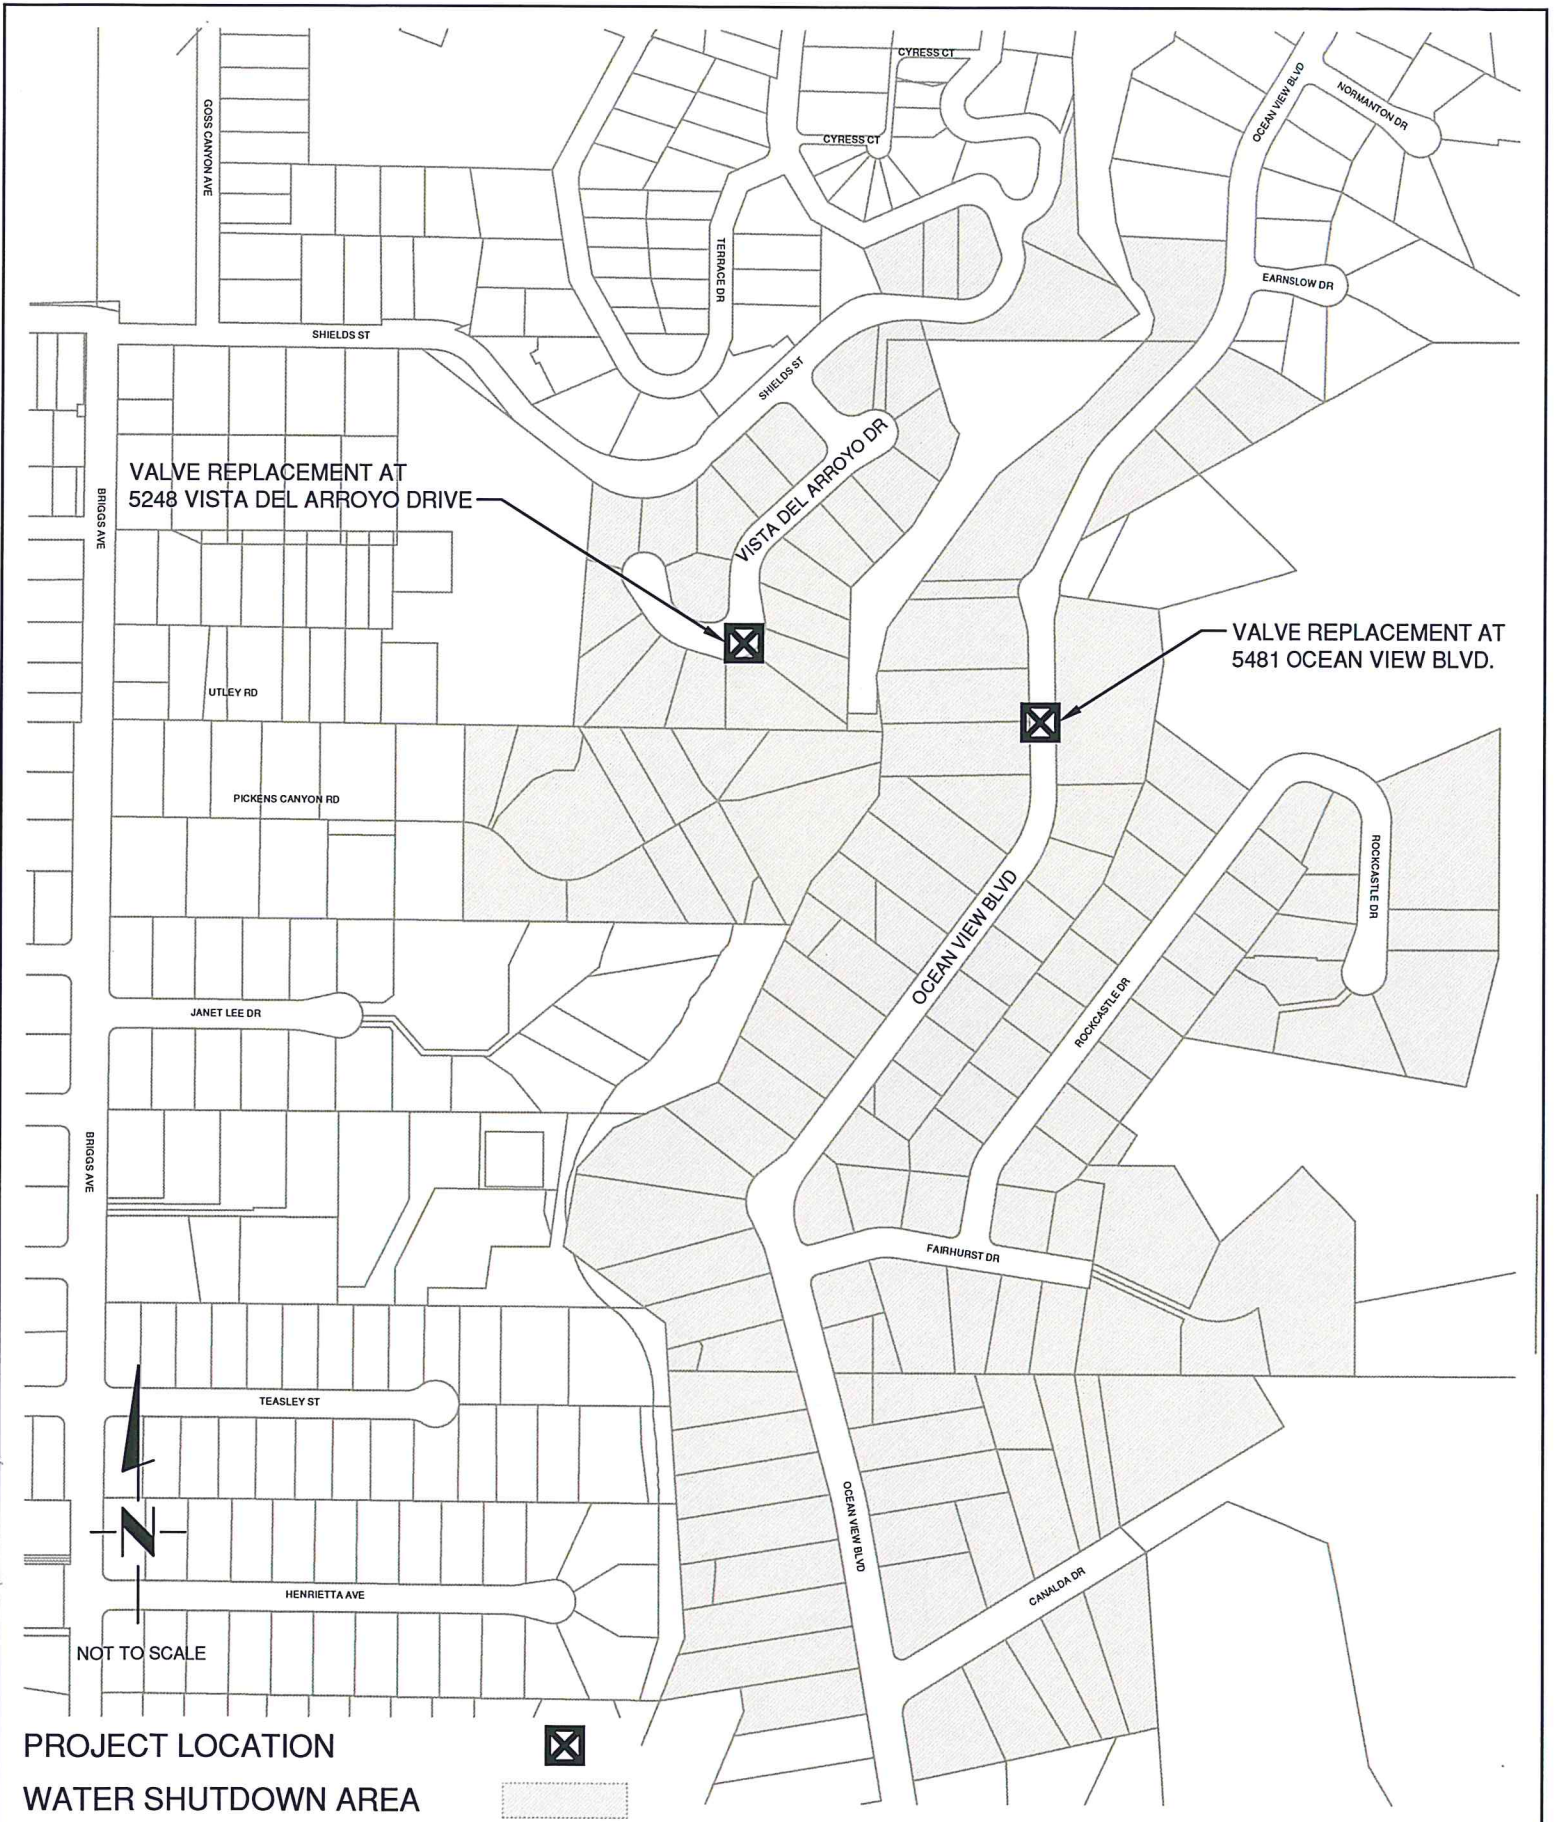 CYRESS CT
OCEAN VIEW BLVD
NORMANTON DR
GOSS CANYON AVE
CYRESS CT
TERRACE DR
EARNSLOW DR
SHIELDS ST
SHIELDS ST
VISTA DEL ARROYO DR
VALVE REPLACEMENT AT
5248 VISTA DEL ARROYO DRIVE
BRIGGS AVE
VALVE REPLACEMENT AT
5481 OCEAN VIEW BLVD.
UTLEY RD
PICKENS CANYON RD
ROCKCASTLE DR
OCEAN VIEW BLVD
ROCKCASTLE DR
JANET LEE DR
BRIGGS AVE
FAIRHURST DR
TEASLEY ST
OCEAN VIEW BLVD
N
CANALDA DR
HENRIETTA AVE
NOT TO SCALE
PROJECT LOCATION
WATER SHUTDOWN AREA